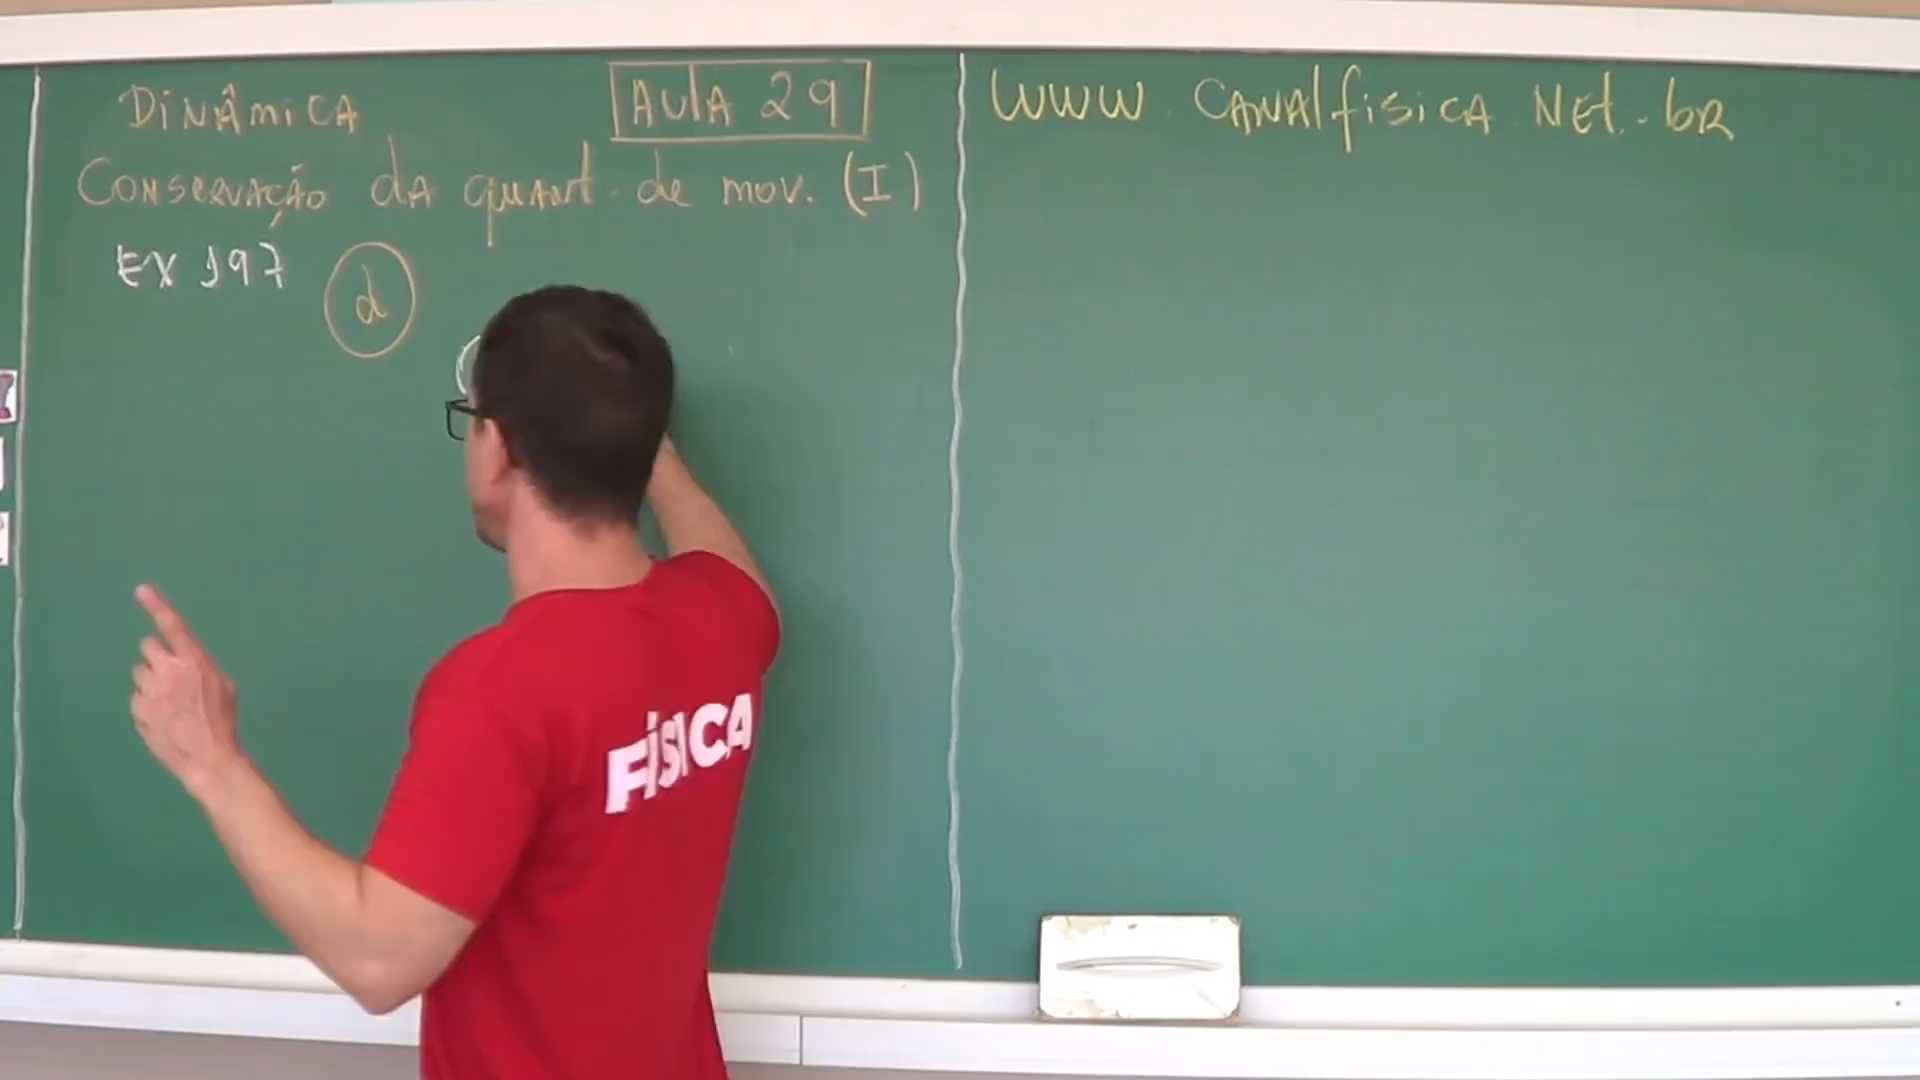 DINÂMICA
AULA 29
CONSERVAÇÃO DA QUANT. de mov. (I)
EX 197
d
WWW.CANALfisicA.NEt.bR
FÍSICA